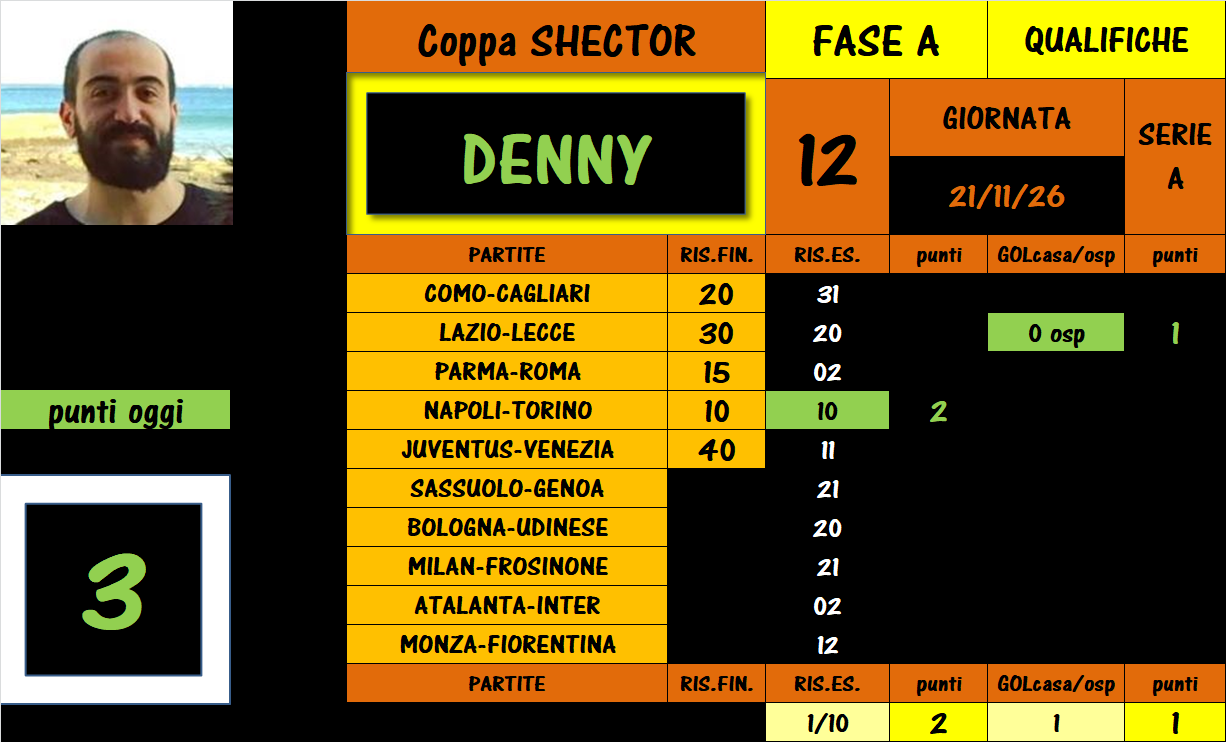 Coppa SHECTOR FASE A QUALIFICHE
DENNY 12 GIORNATA SERIE A
21/11/26
PARTITE RIS.FIN. RIS.ES. punti GOLcasa/osp punti
COMO-CAGLIARI 20 31
LAZIO-LECCE 30 20 0 osp 1
PARMA-ROMA 15 02
punti oggi NAPOLI-TORINO 10 10 2
JUVENTUS-VENEZIA 40 11
SASSUOLO-GENOA 21
BOLOGNA-UDINESE 20
3 MILAN-FROSINONE 21
ATALANTA-INTER 02
MONZA-FIORENTINA 12
PARTITE RIS.FIN. RIS.ES. punti GOLcasa/osp punti
1/10 2 1 1